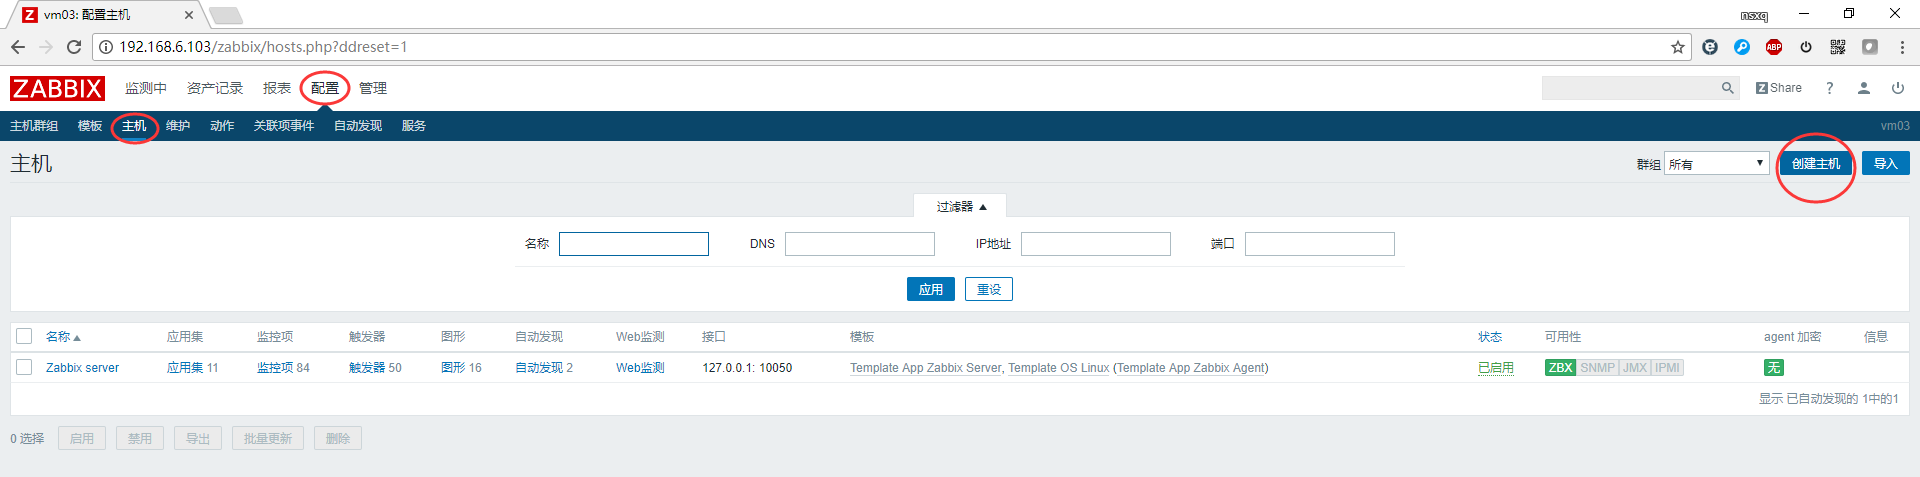 Z vm03: 配置主机
nsxq
192.168.6.103/zabbix/hosts.php?ddreset=1
ABP
ZABBIX 监测中 资产记录 报表 配置 管理 Z Share ?
主机群组 模板 主机 维护 动作 关联项事件 自动发现 服务 vm03
主机 群组 所有 创建主机 导入
过滤器
名称 DNS IP地址 端口
应用 重设
名称 应用集 监控项 触发器 图形 自动发现 Web监测 接口 模板 状态 可用性 agent 加密 信息
Zabbix server 应用集 11 监控项 84 触发器 50 图形 16 自动发现 2 Web监测 127.0.0.1: 10050 Template App Zabbix Server, Template OS Linux (Template App Zabbix Agent) 已启用 ZBX SNMP JMX IPMI 无
显示 已自动发现的 1中的1
0 选择 启用 禁用 导出 批量更新 删除